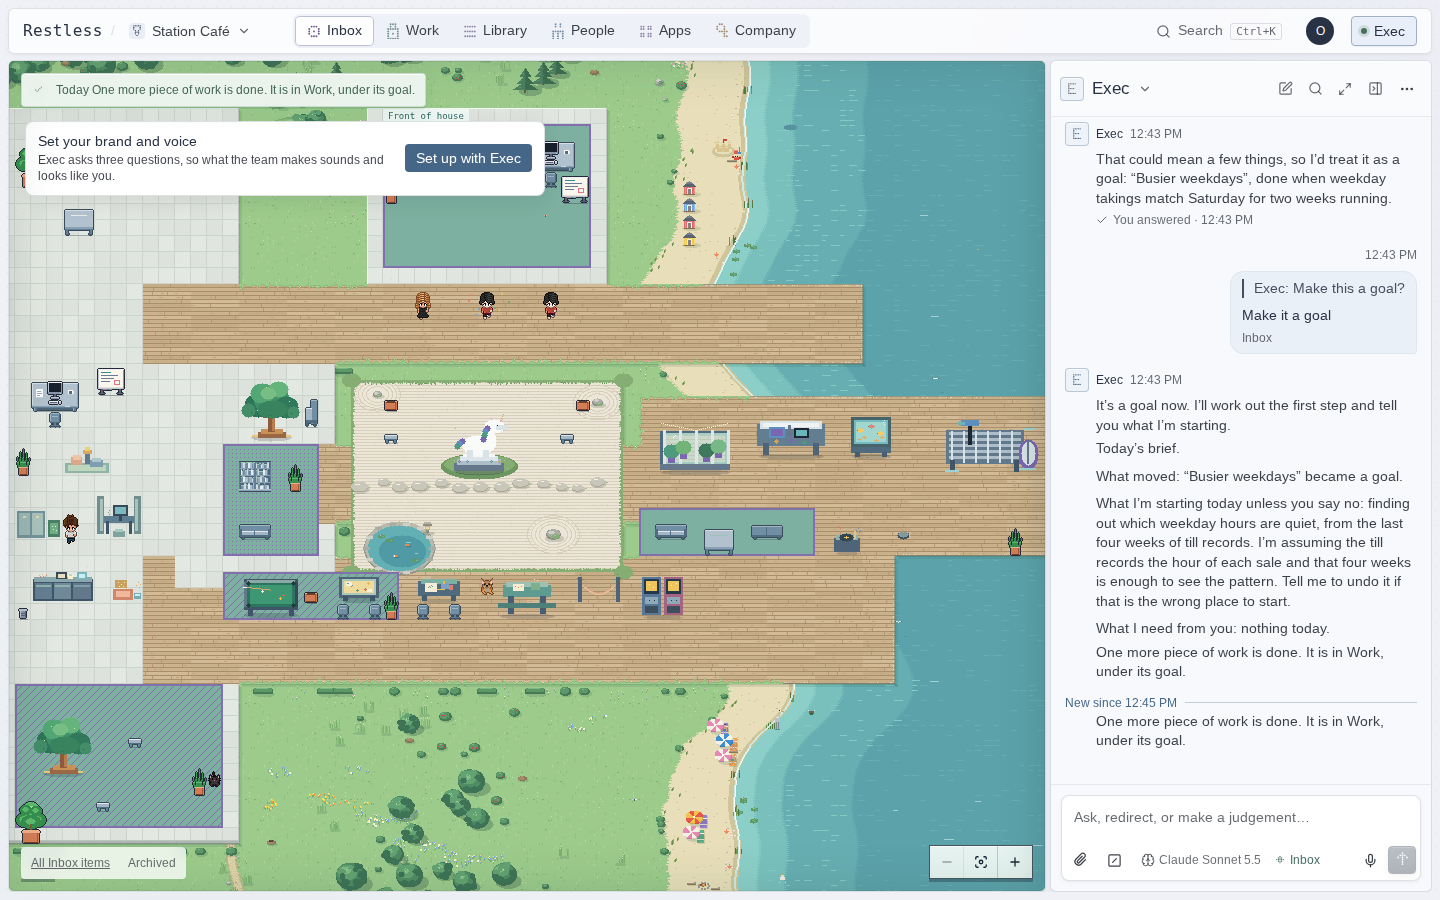 Restless / Station Café
Inbox
Work
Library
People
Apps
Company
Search Ctrl+K
O
Exec
Today One more piece of work is done. It is in Work, under its goal.
Front of house
Set your brand and voice
Exec asks three questions, so what the team makes sounds and
looks like you.
Set up with Exec
All Inbox items
Archived
E Exec
E Exec 12:43 PM
That could mean a few things, so I’d treat it as a
goal: “Busier weekdays”, done when weekday
takings match Saturday for two weeks running.
You answered · 12:43 PM
12:43 PM
Exec: Make this a goal?
Make it a goal
Inbox
E Exec 12:43 PM
It’s a goal now. I’ll work out the first step and tell
you what I’m starting.
Today’s brief.
What moved: “Busier weekdays” became a goal.
What I’m starting today unless you say no: finding
out which weekday hours are quiet, from the last
four weeks of till records. I’m assuming the till
records the hour of each sale and that four weeks
is enough to see the pattern. Tell me to undo it if
that is the wrong place to start.
What I need from you: nothing today.
One more piece of work is done. It is in Work,
under its goal.
New since 12:45 PM
One more piece of work is done. It is in Work,
under its goal.
Ask, redirect, or make a judgement…
Claude Sonnet 5.5
Inbox